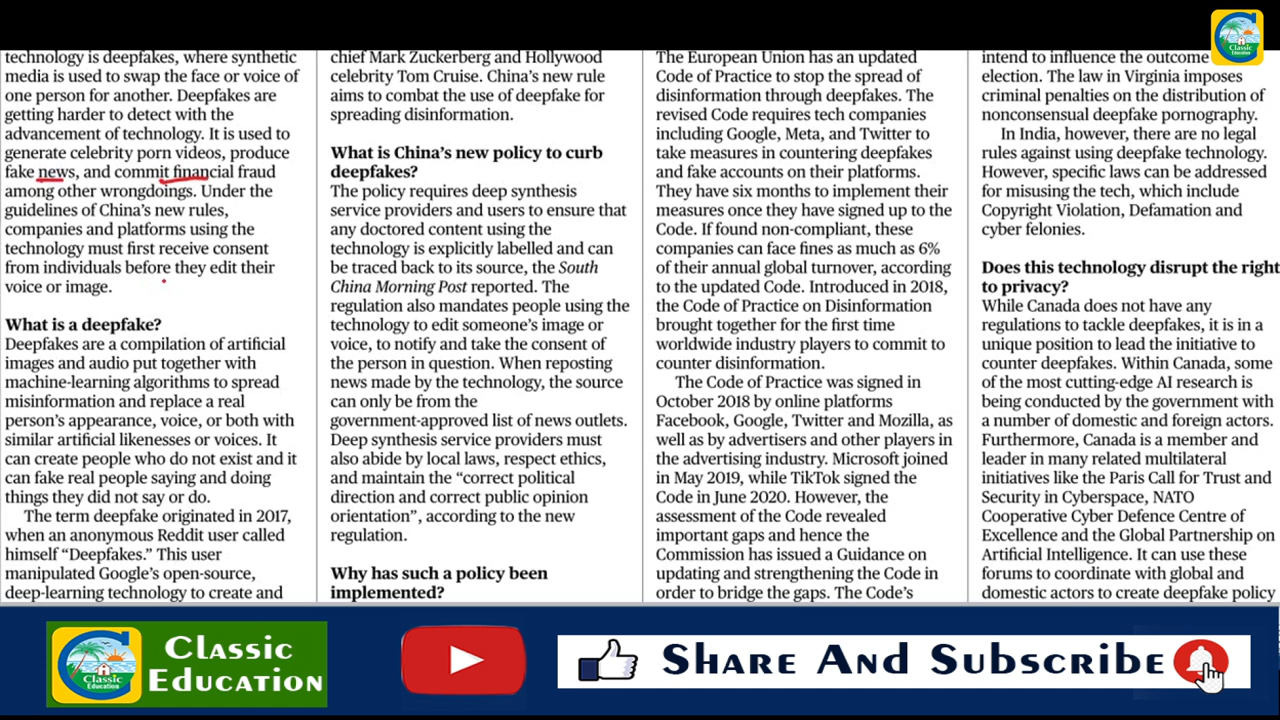 Classic
Education
technology is deepfakes, where synthetic
media is used to swap the face or voice of
one person for another. Deepfakes are
getting harder to detect with the
advancement of technology. It is used to
generate celebrity porn videos, produce
fake news, and commit financial fraud
among other wrongdoings. Under the
guidelines of China’s new rules,
companies and platforms using the
technology must first receive consent
from individuals before they edit their
voice or image.
What is a deepfake?
Deepfakes are a compilation of artificial
images and audio put together with
machine-learning algorithms to spread
misinformation and replace a real
person’s appearance, voice, or both with
similar artificial likenesses or voices. It
can create people who do not exist and it
can fake real people saying and doing
things they did not say or do.
The term deepfake originated in 2017,
when an anonymous Reddit user called
himself “Deepfakes.” This user
manipulated Google’s open-source,
deep-learning technology to create and
chief Mark Zuckerberg and Hollywood
celebrity Tom Cruise. China’s new rule
aims to combat the use of deepfake for
spreading disinformation.
What is China’s new policy to curb
deepfakes?
The policy requires deep synthesis
service providers and users to ensure that
any doctored content using the
technology is explicitly labelled and can
be traced back to its source, the South
China Morning Post reported. The
regulation also mandates people using the
technology to edit someone’s image or
voice, to notify and take the consent of
the person in question. When reposting
news made by the technology, the source
can only be from the
government-approved list of news outlets.
Deep synthesis service providers must
also abide by local laws, respect ethics,
and maintain the “correct political
direction and correct public opinion
orientation”, according to the new
regulation.
Why has such a policy been
implemented?
The European Union has an updated
Code of Practice to stop the spread of
disinformation through deepfakes. The
revised Code requires tech companies
including Google, Meta, and Twitter to
take measures in countering deepfakes
and fake accounts on their platforms.
They have six months to implement their
measures once they have signed up to the
Code. If found non-compliant, these
companies can face fines as much as 6%
of their annual global turnover, according
to the updated Code. Introduced in 2018,
the Code of Practice on Disinformation
brought together for the first time
worldwide industry players to commit to
counter disinformation.
The Code of Practice was signed in
October 2018 by online platforms
Facebook, Google, Twitter and Mozilla, as
well as by advertisers and other players in
the advertising industry. Microsoft joined
in May 2019, while TikTok signed the
Code in June 2020. However, the
assessment of the Code revealed
important gaps and hence the
Commission has issued a Guidance on
updating and strengthening the Code in
order to bridge the gaps. The Code’s
intend to influence the outcome
election. The law in Virginia imposes
criminal penalties on the distribution of
nonconsensual deepfake pornography.
In India, however, there are no legal
rules against using deepfake technology.
However, specific laws can be addressed
for misusing the tech, which include
Copyright Violation, Defamation and
cyber felonies.
Does this technology disrupt the right
to privacy?
While Canada does not have any
regulations to tackle deepfakes, it is in a
unique position to lead the initiative to
counter deepfakes. Within Canada, some
of the most cutting-edge AI research is
being conducted by the government with
a number of domestic and foreign actors.
Furthermore, Canada is a member and
leader in many related multilateral
initiatives like the Paris Call for Trust and
Security in Cyberspace, NATO
Cooperative Cyber Defence Centre of
Excellence and the Global Partnership on
Artificial Intelligence. It can use these
forums to coordinate with global and
domestic actors to create deepfake policy
Classic
Education
Classic
Education
Share And Subscribe